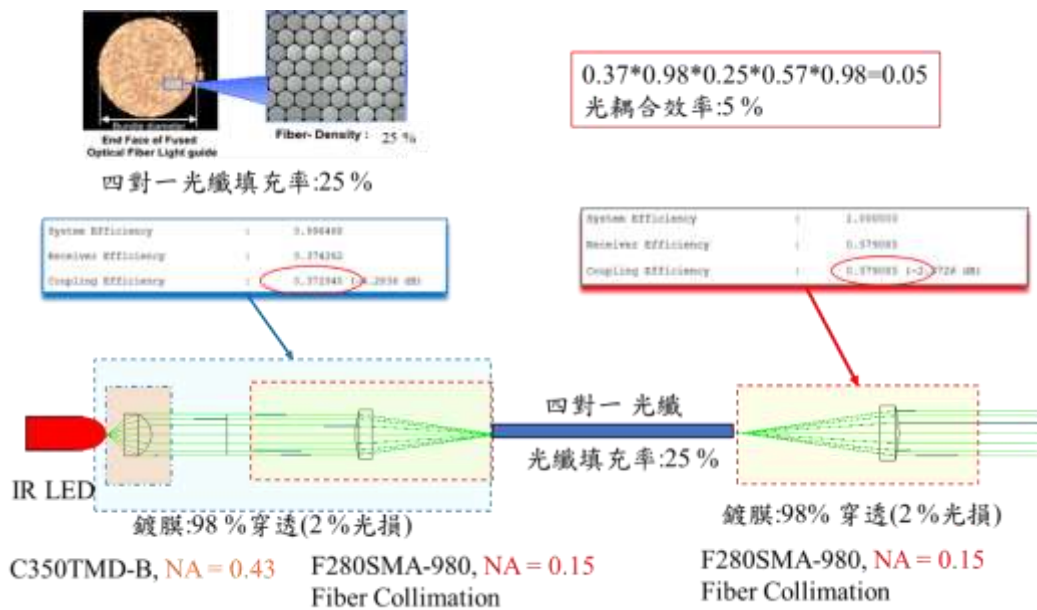 End Face of Fused
Optical Fiber Light guide
Fiber- Density : 25 %
四對一光纖填充率:25 %
0.37*0.98*0.25*0.57*0.98=0.05
光耦合效率:5 %
System Efficiency :
Receiver Efficiency : 0.374362
Coupling Efficiency :
System Efficiency :
Receiver Efficiency : 0.579085
Coupling Efficiency : 0.579085
四對一 光纖
光纖填充率:25 %
IR LED
鍍膜:98 %穿透(2 %光損)
鍍膜:98% 穿透(2 %光損)
C350TMD-B, NA = 0.43
F280SMA-980, NA = 0.15
Fiber Collimation
F280SMA-980, NA = 0.15
Fiber Collimation